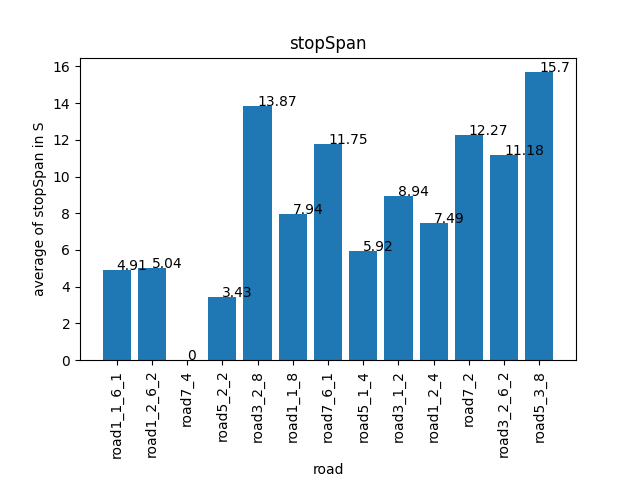 stopSpan
average of stopSpan in S
16
14
12
10
8
6
4
2
0
4.91
5.04
0
3.43
13.87
7.94
11.75
5.92
8.94
7.49
12.27
11.18
15.7
road1_1_6_1
road1_2_6_2
road7_4
road5_2_2
road3_2_8
road1_1_8
road7_6_1
road5_1_4
road3_1_2
road1_2_4
road7_2
road3_2_6_2
road5_3_8
road